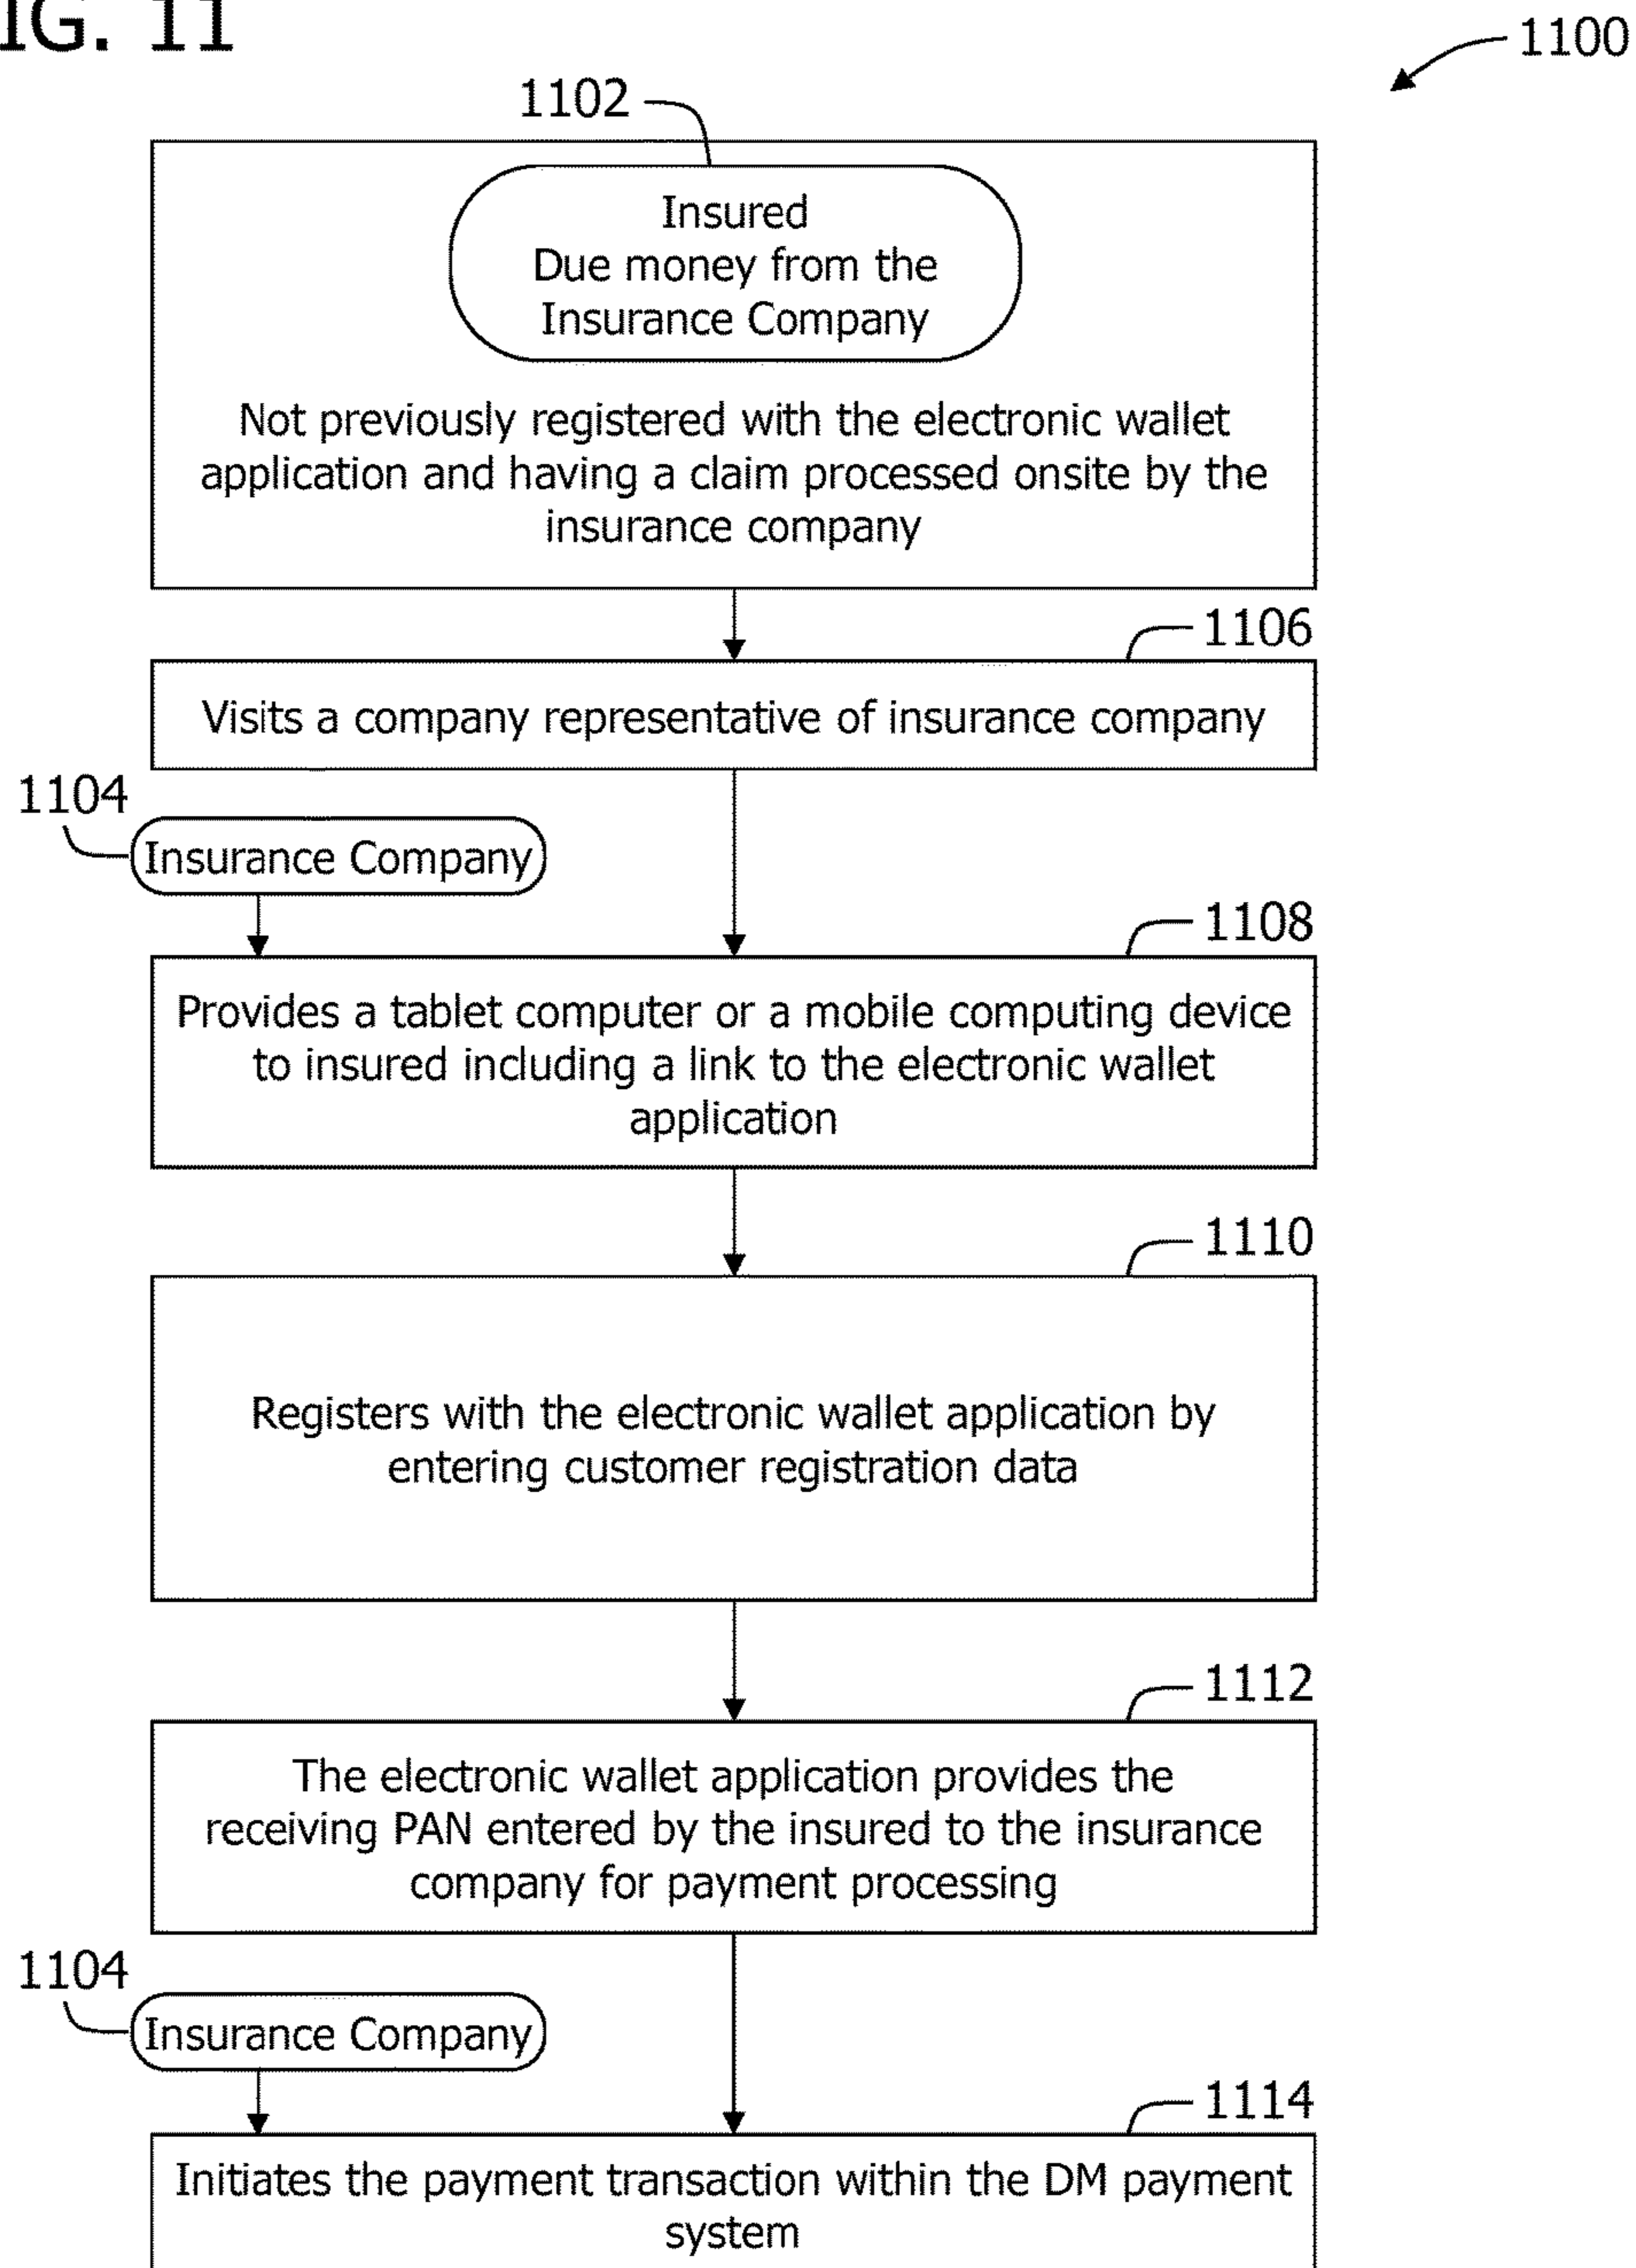 IG. 11
1100
1102
Insured
Due money from the
Insurance Company
Not previously registered with the electronic wallet
application and having a claim processed onsite by the
insurance company
1106
Visits a company representative of insurance company
1104
Insurance Company
1108
Provides a tablet computer or a mobile computing device
to insured including a link to the electronic wallet
application
1110
Registers with the electronic wallet application by
entering customer registration data
1112
The electronic wallet application provides the
receiving PAN entered by the insured to the insurance
company for payment processing
1104
Insurance Company
1114
Initiates the payment transaction within the DM payment
system